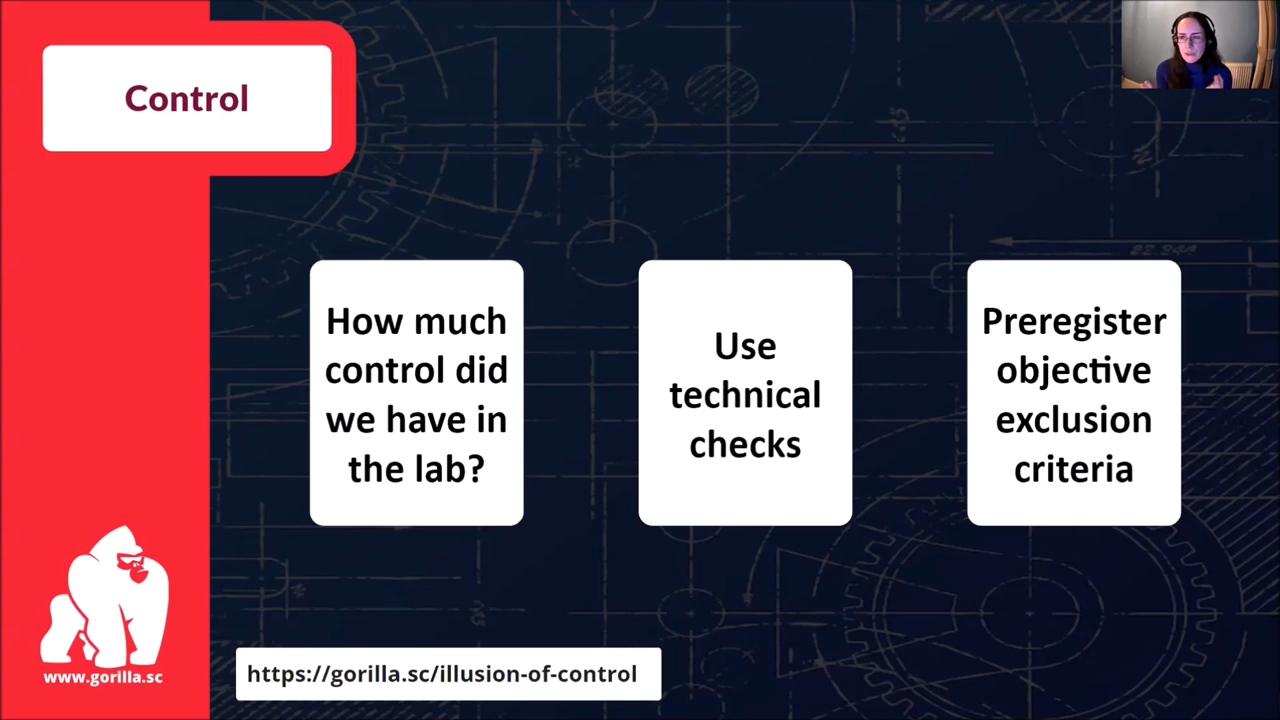 Control
How much
control did
we have in
the lab?
Use
technical
checks
Preregister
objective
exclusion
criteria
www.gorilla.sc
https://gorilla.sc/illusion-of-control